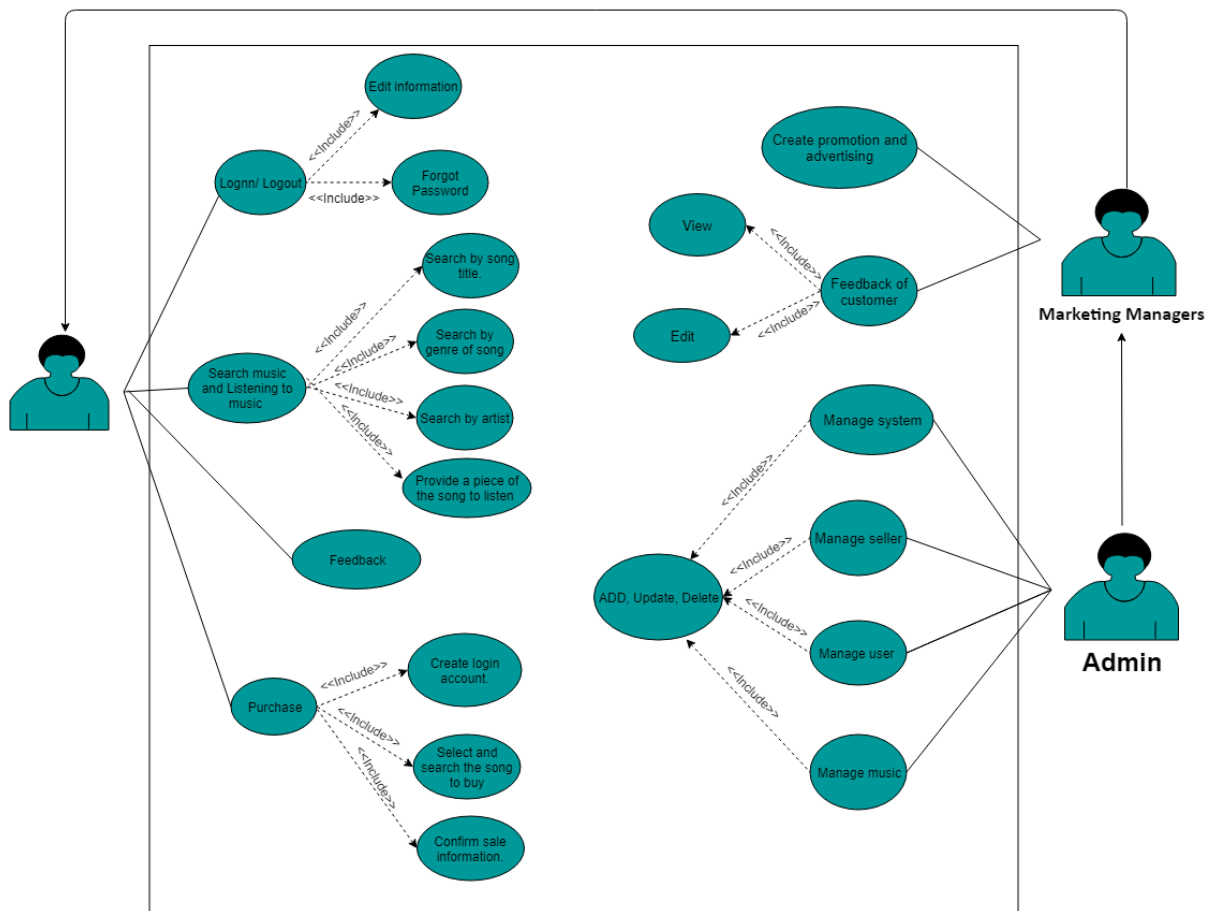 Edit information
<<Include>>
Lognn/ Logout
Forgot
Password
<<Include>>
Search by song
title.
<<Include>>
Search by
genre of song
<<Include>>
Search music
and Listening to
music
<<Include>>
Search by artist
<<Include>>
Provide a piece of
the song to listen
Feedback
Create login
account.
<<Include>>
Purchase
<<Include>>
Select and
search the song
to buy
<<Include>>
Confirm sale
information.
Create promotion and
advertising
View
<<Include>>
Feedback of
customer
<<Include>>
Edit
Marketing Managers
Manage system
<<Include>>
Manage seller
<<Include>>
ADD, Update, Delete
<<Include>>
Manage user
Admin
<<Include>>
Manage music